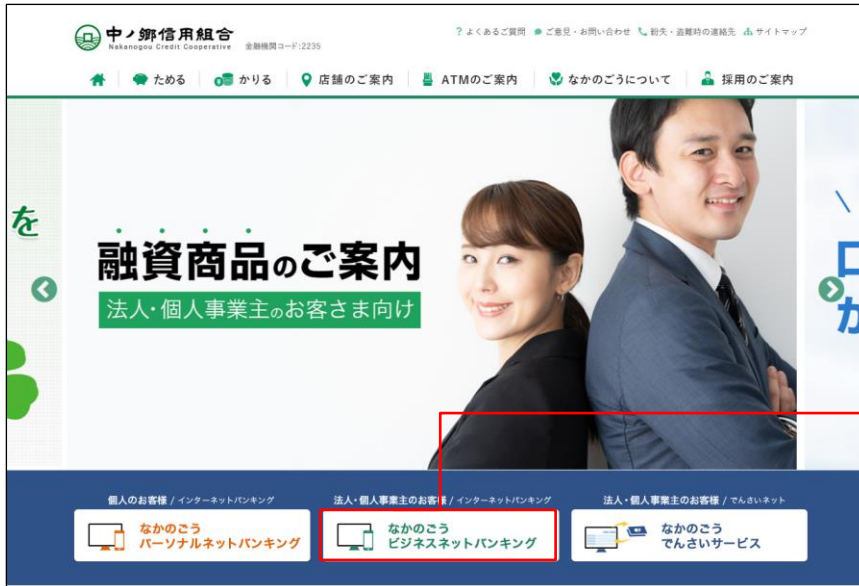 中ノ郷信用組合
Nakanogou Credit Cooperative 金融機関コード:2235
? よくあるご質問 ご意見・お問い合わせ 紛失・盗難時の連絡先 サイトマップ
ためる かりる 店舗のご案内 ATMのご案内 なかのごうについて 採用のご案内
を
融資商品のご案内
法人・個人事業主のお客さま向け
個人のお客様 / インターネットバンキング
なかのごう
パーソナルネットバンキング
法人・個人事業主のお客様 / インターネットバンキング
なかのごう
ビジネスネットバンキング
法人・個人事業主のお客様 / でんさいネット
なかのごう
でんさいサービス